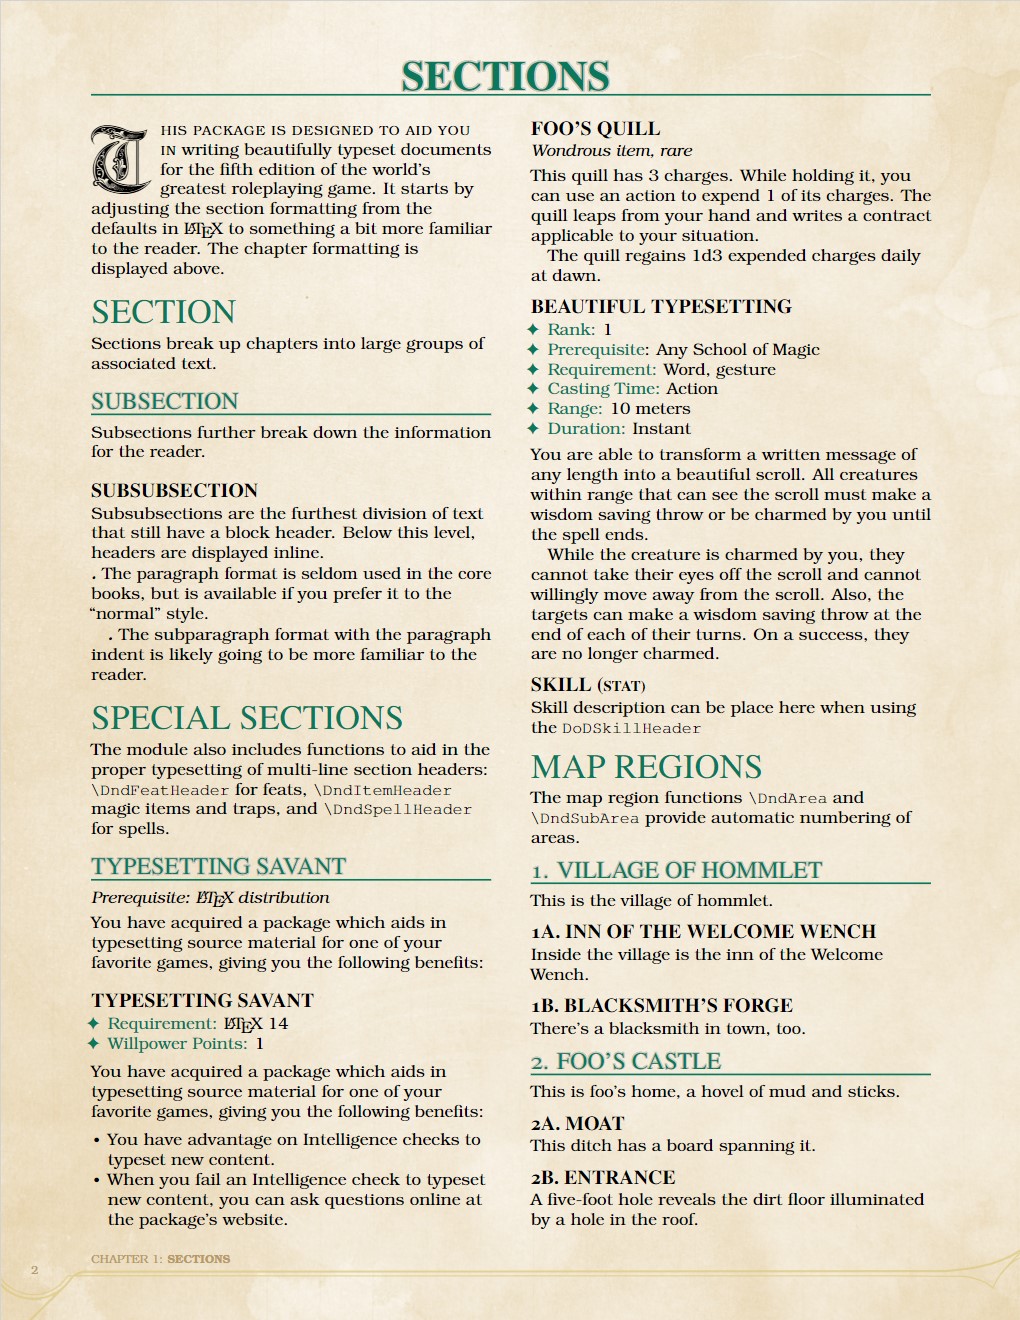 SECTIONS
THIS PACKAGE IS DESIGNED TO AID YOU
IN writing beautifully typeset documents
for the fifth edition of the world's
greatest roleplaying game. It starts by
adjusting the section formatting from the
defaults in LATEX to something a bit more familiar
to the reader. The chapter formatting is
displayed above.
SECTION
Sections break up chapters into large groups of
associated text.
SUBSECTION
Subsections further break down the information
for the reader.
SUBSUBSECTION
Subsubsections are the furthest division of text
that still have a block header. Below this level,
headers are displayed inline.
. The paragraph format is seldom used in the core
books, but is available if you prefer it to the
“normal” style.
. The subparagraph format with the paragraph
indent is likely going to be more familiar to the
reader.
SPECIAL SECTIONS
The module also includes functions to aid in the
proper typesetting of multi-line section headers:
\DndFeatHeader for feats, \DndItemHeader
magic items and traps, and \DndSpellHeader
for spells.
TYPESETTING SAVANT
Prerequisite: LATEX distribution
You have acquired a package which aids in
typesetting source material for one of your
favorite games, giving you the following benefits:
TYPESETTING SAVANT
✦ Requirement: LATEX 14
✦ Willpower Points: 1
You have acquired a package which aids in
typesetting source material for one of your
favorite games, giving you the following benefits:
• You have advantage on Intelligence checks to
typeset new content.
• When you fail an Intelligence check to typeset
new content, you can ask questions online at
the package's website.
FOO'S QUILL
Wondrous item, rare
This quill has 3 charges. While holding it, you
can use an action to expend 1 of its charges. The
quill leaps from your hand and writes a contract
applicable to your situation.
The quill regains 1d3 expended charges daily
at dawn.
BEAUTIFUL TYPESETTING
✦ Rank: 1
✦ Prerequisite: Any School of Magic
✦ Requirement: Word, gesture
✦ Casting Time: Action
✦ Range: 10 meters
✦ Duration: Instant
You are able to transform a written message of
any length into a beautiful scroll. All creatures
within range that can see the scroll must make a
wisdom saving throw or be charmed by you until
the spell ends.
While the creature is charmed by you, they
cannot take their eyes off the scroll and cannot
willingly move away from the scroll. Also, the
targets can make a wisdom saving throw at the
end of each of their turns. On a success, they
are no longer charmed.
SKILL (STAT)
Skill description can be place here when using
the DoDSkillHeader
MAP REGIONS
The map region functions \DndArea and
\DndSubArea provide automatic numbering of
areas.
1. VILLAGE OF HOMMLET
This is the village of hommlet.
1A. INN OF THE WELCOME WENCH
Inside the village is the inn of the Welcome
Wench.
1B. BLACKSMITH'S FORGE
There's a blacksmith in town, too.
2. FOO'S CASTLE
This is foo's home, a hovel of mud and sticks.
2A. MOAT
This ditch has a board spanning it.
2B. ENTRANCE
A five-foot hole reveals the dirt floor illuminated
by a hole in the roof.
CHAPTER 1: SECTIONS
2